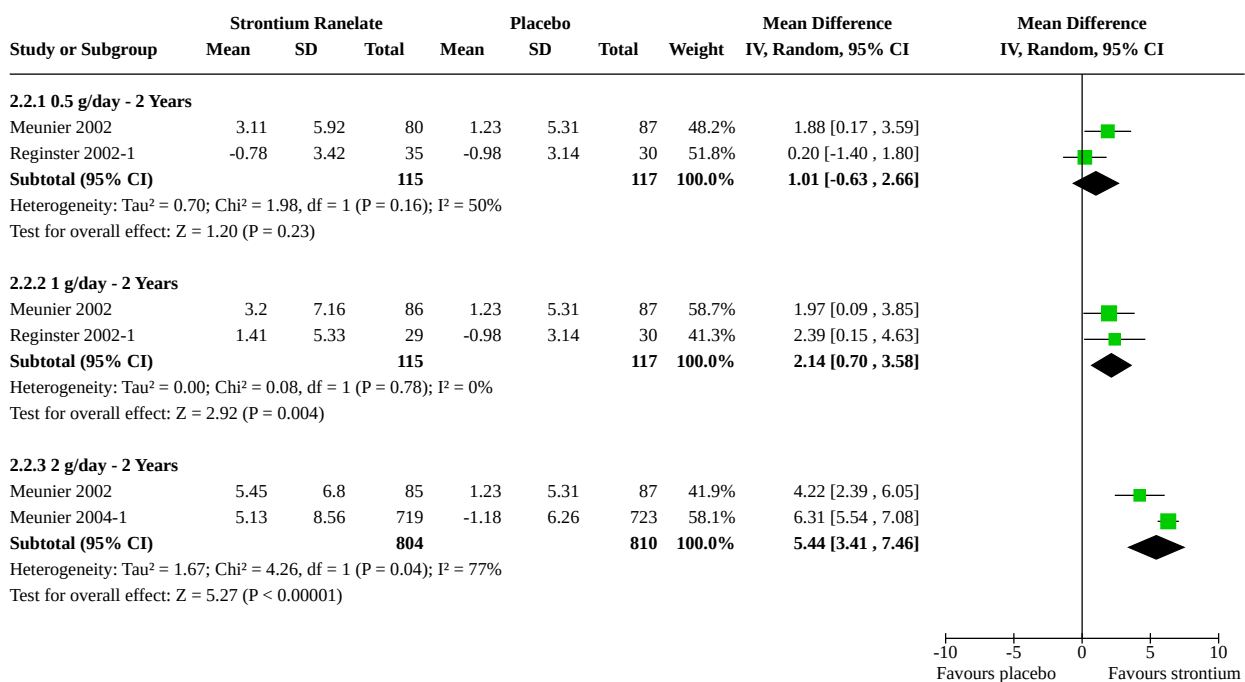 Strontium Ranelate Placebo Mean Difference Mean Difference
Study or Subgroup Mean SD Total Mean SD Total Weight IV, Random, 95% CI IV, Random, 95% CI
2.2.1 0.5 g/day - 2 Years
Meunier 2002 3.11 5.92 80 1.23 5.31 87 48.2% 1.88 [0.17 , 3.59]
Reginster 2002-1 -0.78 3.42 35 -0.98 3.14 30 51.8% 0.20 [-1.40 , 1.80]
Subtotal (95% CI) 115 117 100.0% 1.01 [-0.63 , 2.66]
Heterogeneity: Tau² = 0.70; Chi² = 1.98, df = 1 (P = 0.16); I² = 50%
Test for overall effect: Z = 1.20 (P = 0.23)
2.2.2 1 g/day - 2 Years
Meunier 2002 3.2 7.16 86 1.23 5.31 87 58.7% 1.97 [0.09 , 3.85]
Reginster 2002-1 1.41 5.33 29 -0.98 3.14 30 41.3% 2.39 [0.15 , 4.63]
Subtotal (95% CI) 115 117 100.0% 2.14 [0.70 , 3.58]
Heterogeneity: Tau² = 0.00; Chi² = 0.08, df = 1 (P = 0.78); I² = 0%
Test for overall effect: Z = 2.92 (P = 0.004)
2.2.3 2 g/day - 2 Years
Meunier 2002 5.45 6.8 85 1.23 5.31 87 41.9% 4.22 [2.39 , 6.05]
Meunier 2004-1 5.13 8.56 719 -1.18 6.26 723 58.1% 6.31 [5.54 , 7.08]
Subtotal (95% CI) 804 810 100.0% 5.44 [3.41 , 7.46]
Heterogeneity: Tau² = 1.67; Chi² = 4.26, df = 1 (P = 0.04); I² = 77%
Test for overall effect: Z = 5.27 (P < 0.00001)
-10 -5 0 5 10
Favours placebo Favours strontium